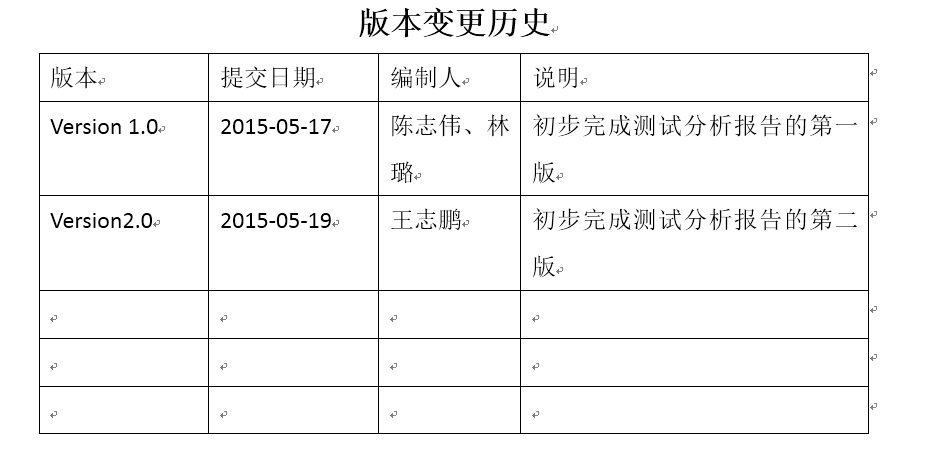 版本变更历史
版本 提交日期 编制人 说明
Version 1.0 2015-05-17 陈志伟、林 初步完成测试分析报告的第一
璐 版
Version2.0 2015-05-19 王志鹏 初步完成测试分析报告的第二
版